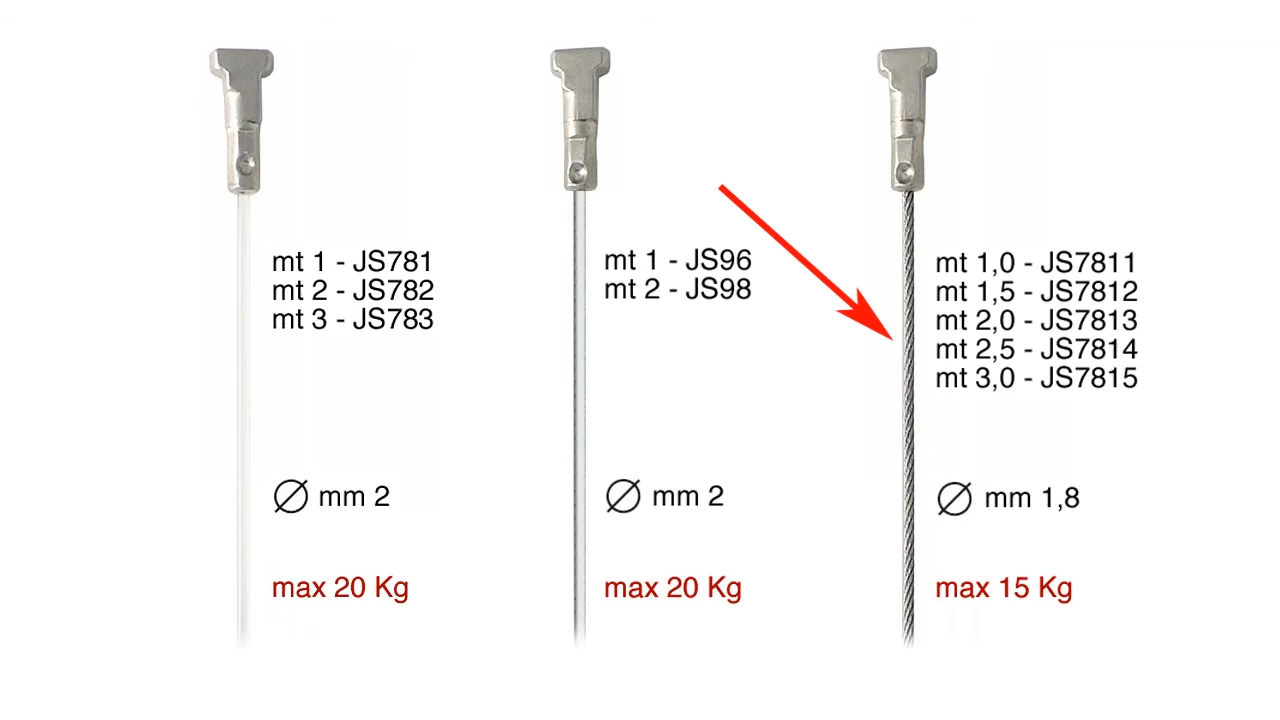 mt 1 - JS781
mt 2 - JS782
mt 3 - JS783
∅ mm 2
max 20 Kg
mt 1 - JS96
mt 2 - JS98
∅ mm 2
max 20 Kg
mt 1,0 - JS7811
mt 1,5 - JS7812
mt 2,0 - JS7813
mt 2,5 - JS7814
mt 3,0 - JS7815
∅ mm 1,8
max 15 Kg